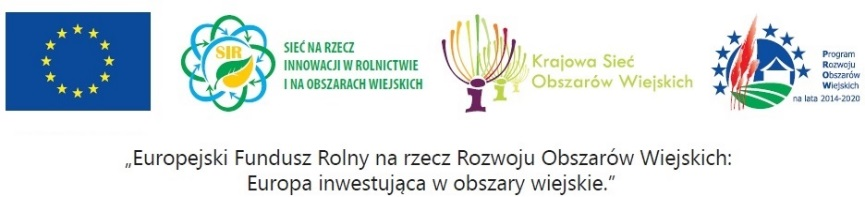 SIR
SIEĆ NA RZECZ
INNOWACJI W ROLNICTWIE
I NA OBSZARACH WIEJSKICH
Krajowa Sieć
Obszarów Wiejskich
Program
Rozwoju
Obszarów
Wiejskich
na lata 2014-2020
„Europejski Fundusz Rolny na rzecz Rozwoju Obszarów Wiejskich:
Europa inwestująca w obszary wiejskie.”